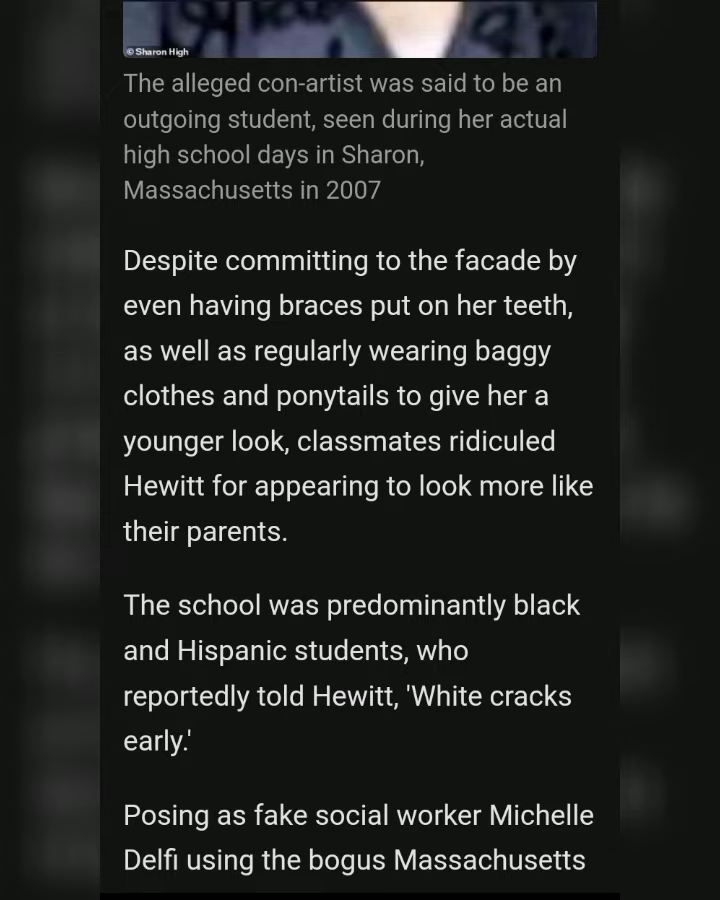 © Sharon High
The alleged con-artist was said to be an
outgoing student, seen during her actual
high school days in Sharon,
Massachusetts in 2007
Despite committing to the facade by
even having braces put on her teeth,
as well as regularly wearing baggy
clothes and ponytails to give her a
younger look, classmates ridiculed
Hewitt for appearing to look more like
their parents.
The school was predominantly black
and Hispanic students, who
reportedly told Hewitt, 'White cracks
early.'
Posing as fake social worker Michelle
Delfi using the bogus Massachusetts